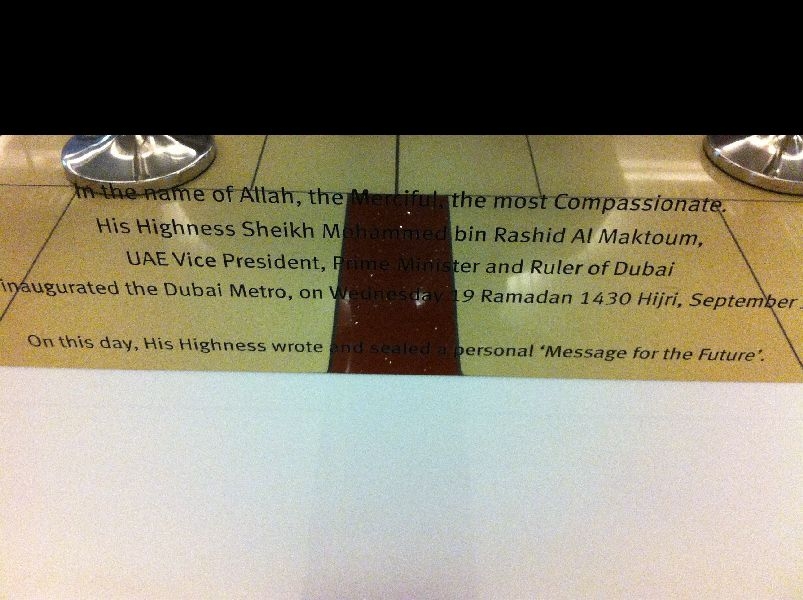 In the name of Allah, the Merciful, the most Compassionate.
His Highness Sheikh Mohammed bin Rashid Al Maktoum,
UAE Vice President, Prime Minister and Ruler of Dubai
inaugurated the Dubai Metro, on Wednesday 19 Ramadan 1430 Hijri, September
On this day, His Highness wrote and sealed a personal ‘Message for the Future’.